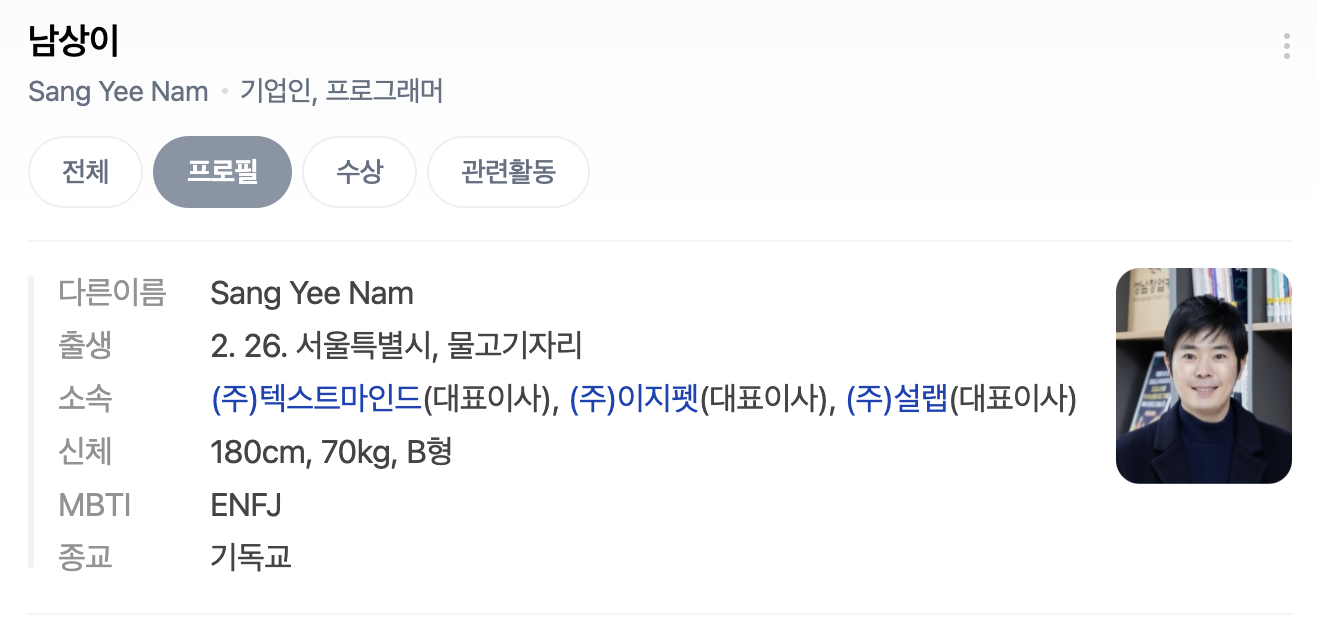 남상이
Sang Yee Nam · 기업인, 프로그래머
전체 프로필 수상 관련활동
다른이름 Sang Yee Nam
출생 2. 26. 서울특별시, 물고기자리
소속 (주)텍스트마인드(대표이사), (주)이지펫(대표이사), (주)설랩(대표이사)
신체 180cm, 70kg, B형
MBTI ENFJ
종교 기독교